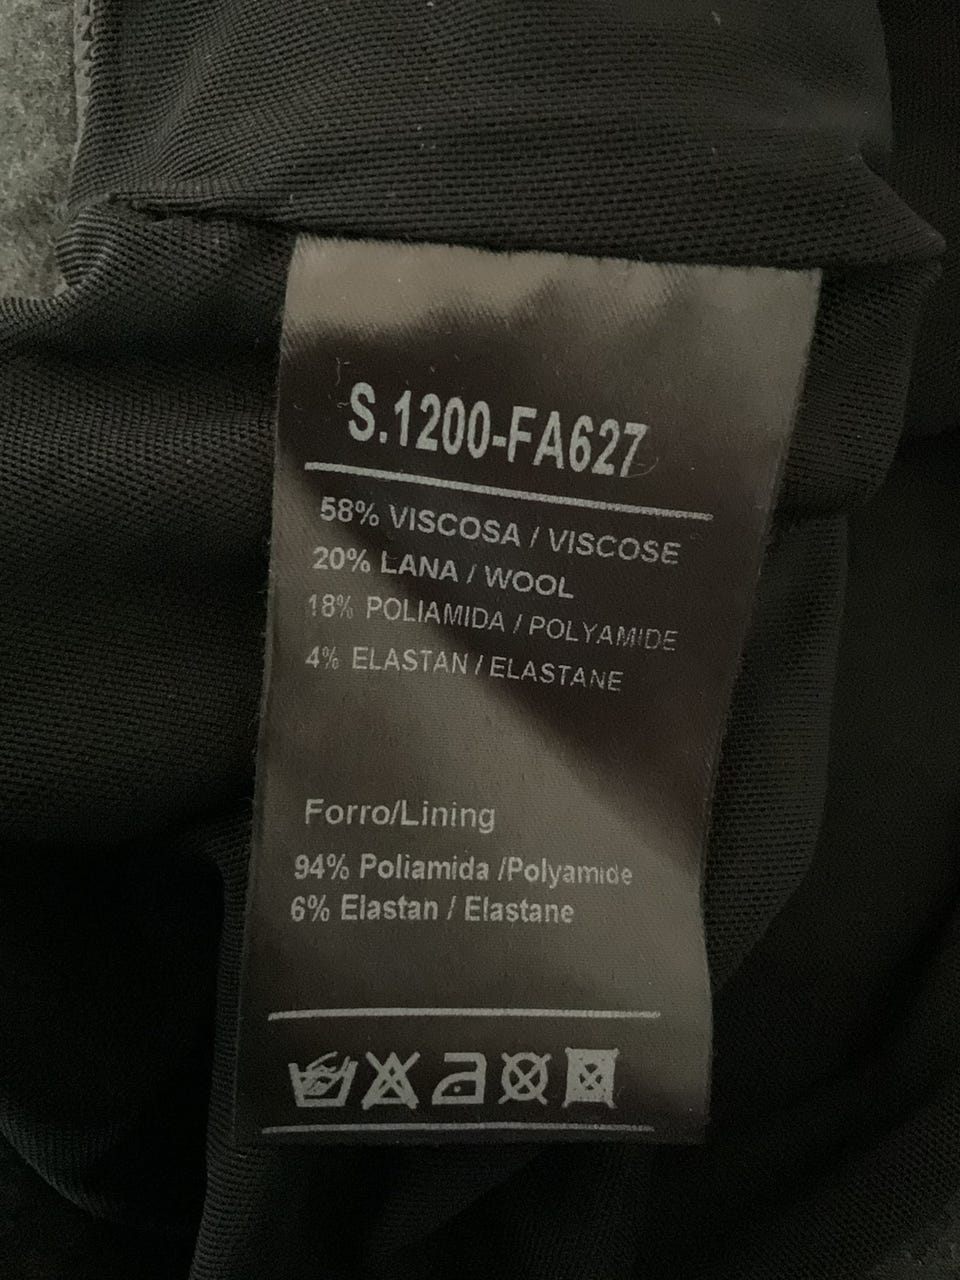 S.1200-FA627
58% VISCOSA / VISCOSE
20% LANA / WOOL
18% POLIAMIDA / POLYAMIDE
4% ELASTAN / ELASTANE
Forro/Lining
94% Poliamida /Polyamide
6% Elastan / Elastane